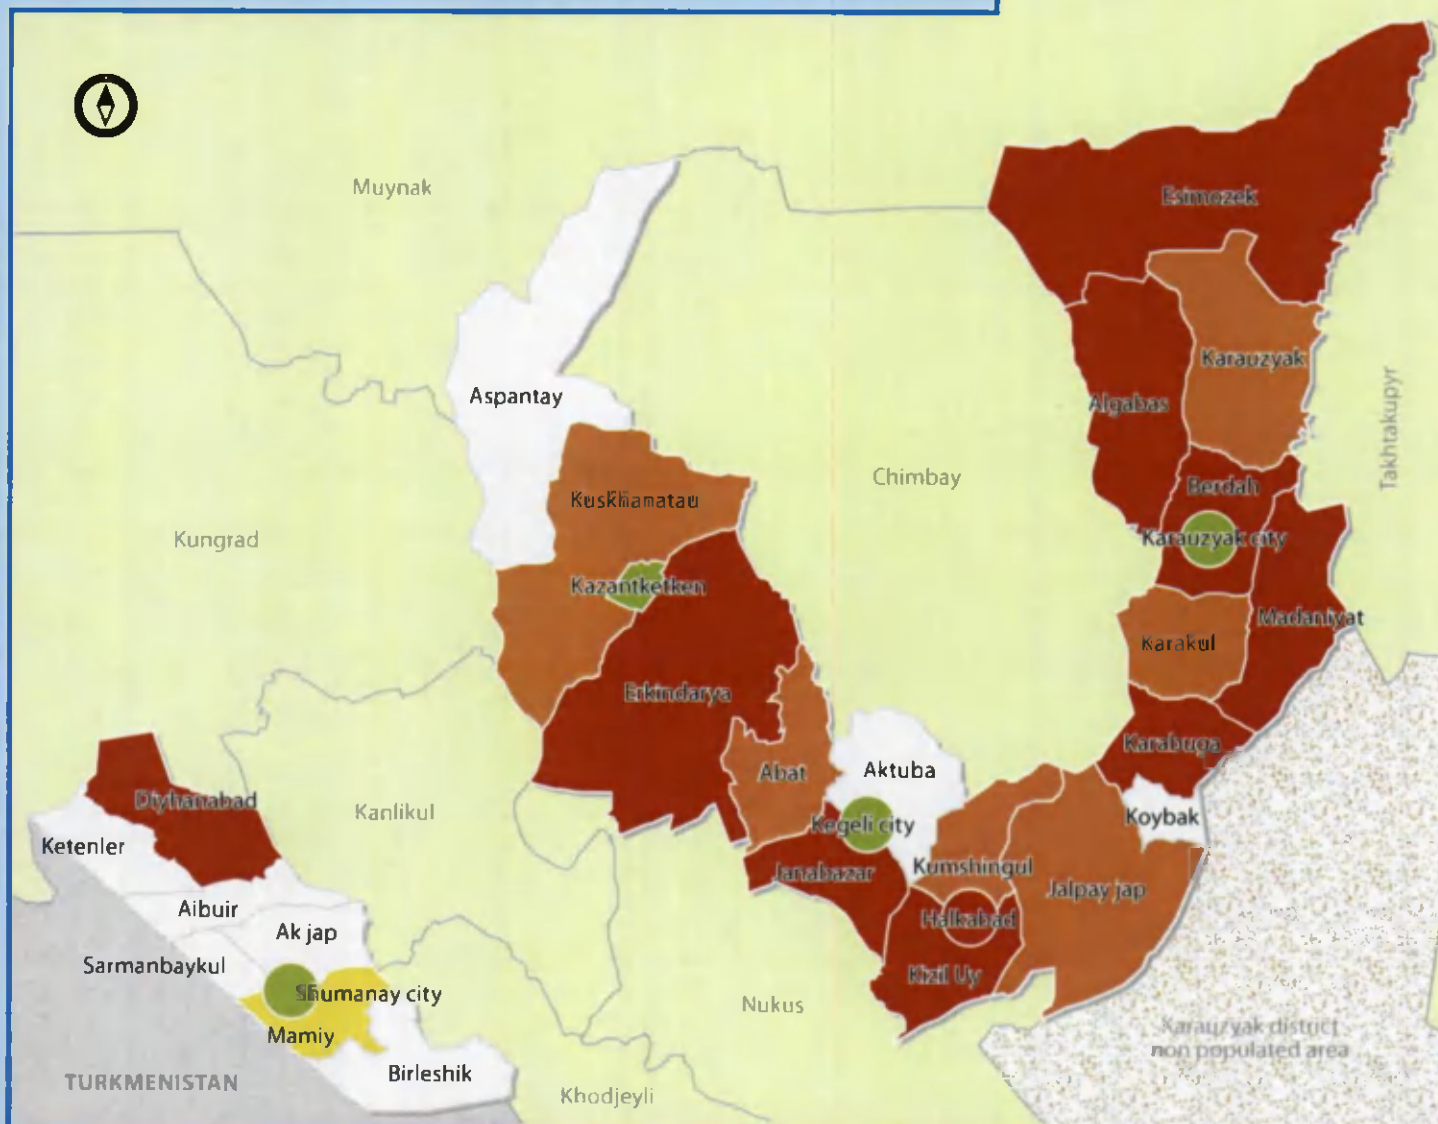 Muynak
Esimozek
Karauzyak
Takhtakupyr
Aspantay
Algabas
Chimbay
Berdah
Kuskhamatau
Kungrad
Karauzyak city
Kazantketken
Madaniyat
Karakul
Erkindarya
Karabuga
Abat
Aktuba
Diyhanabad
Kanlikul
Koybak
Kegeli city
Ketenler
Kumshingul
Janabazar
Jalpay jap
Aibuir
Halkabad
Ak jap
Sarmanbaykul
Kizil Uy
Shumanay city
Nukus
Mamiy
Karauzyak district
non populated area
Birleshik
TURKMENISTAN
Khodjeyli